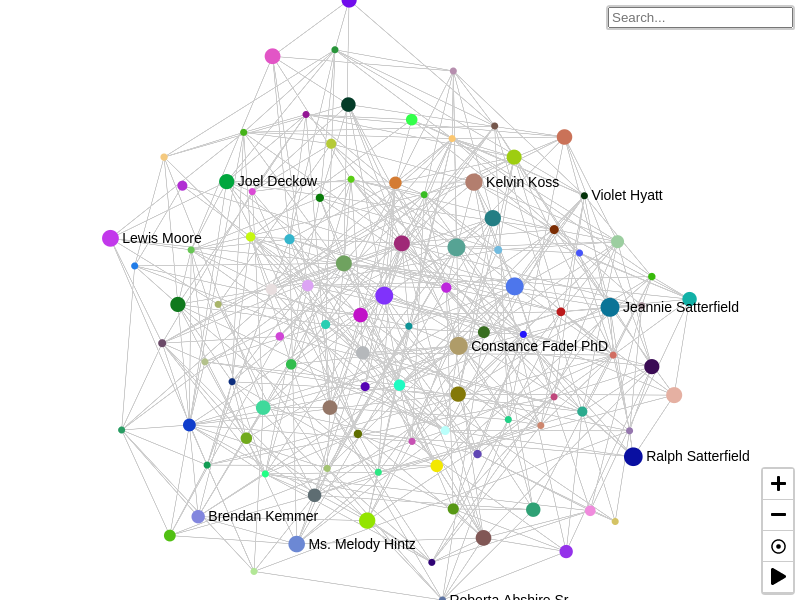 Search...
Joel Deckow
Kelvin Koss
Violet Hyatt
Lewis Moore
Jeannie Satterfield
Constance Fadel PhD
Ralph Satterfield
Brendan Kemmer
Ms. Melody Hintz
Roberta Abshire Sr.